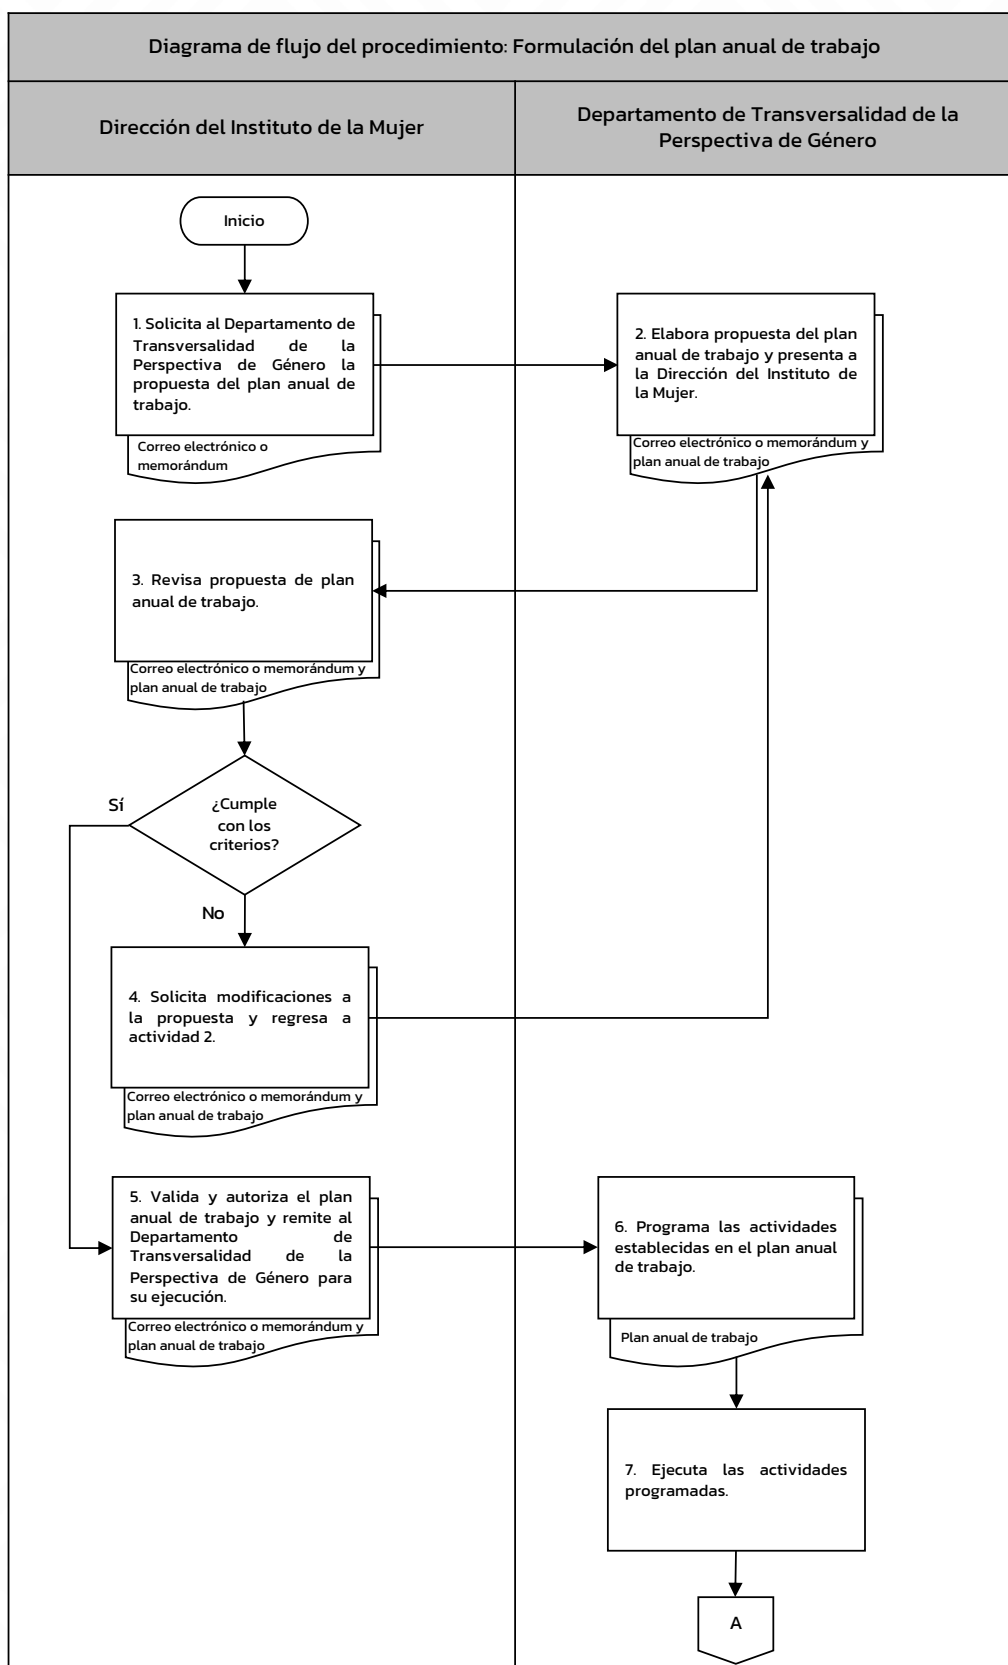 Diagrama de flujo del procedimiento: Formulación del plan anual de trabajo
Dirección del Instituto de la Mujer
Departamento de Transversalidad de la
Perspectiva de Género
Inicio
1. Solicita al Departamento de
Transversalidad de la
Perspectiva de Género la
propuesta del plan anual de
trabajo.
Correo electrónico o
memorándum
2. Elabora propuesta del plan
anual de trabajo y presenta a
la Dirección del Instituto de
la Mujer.
Correo electrónico o memorándum y
plan anual de trabajo
3. Revisa propuesta de plan
anual de trabajo.
Correo electrónico o memorándum y
plan anual de trabajo
¿Cumple
con los
criterios?
Sí
No
4. Solicita modificaciones a
la propuesta y regresa a
actividad 2.
Correo electrónico o memorándum y
plan anual de trabajo
5. Valida y autoriza el plan
anual de trabajo y remite al
Departamento de
Transversalidad de la
Perspectiva de Género para
su ejecución.
Correo electrónico o memorándum y
plan anual de trabajo
6. Programa las actividades
establecidas en el plan anual
de trabajo.
Plan anual de trabajo
7. Ejecuta las actividades
programadas.
A